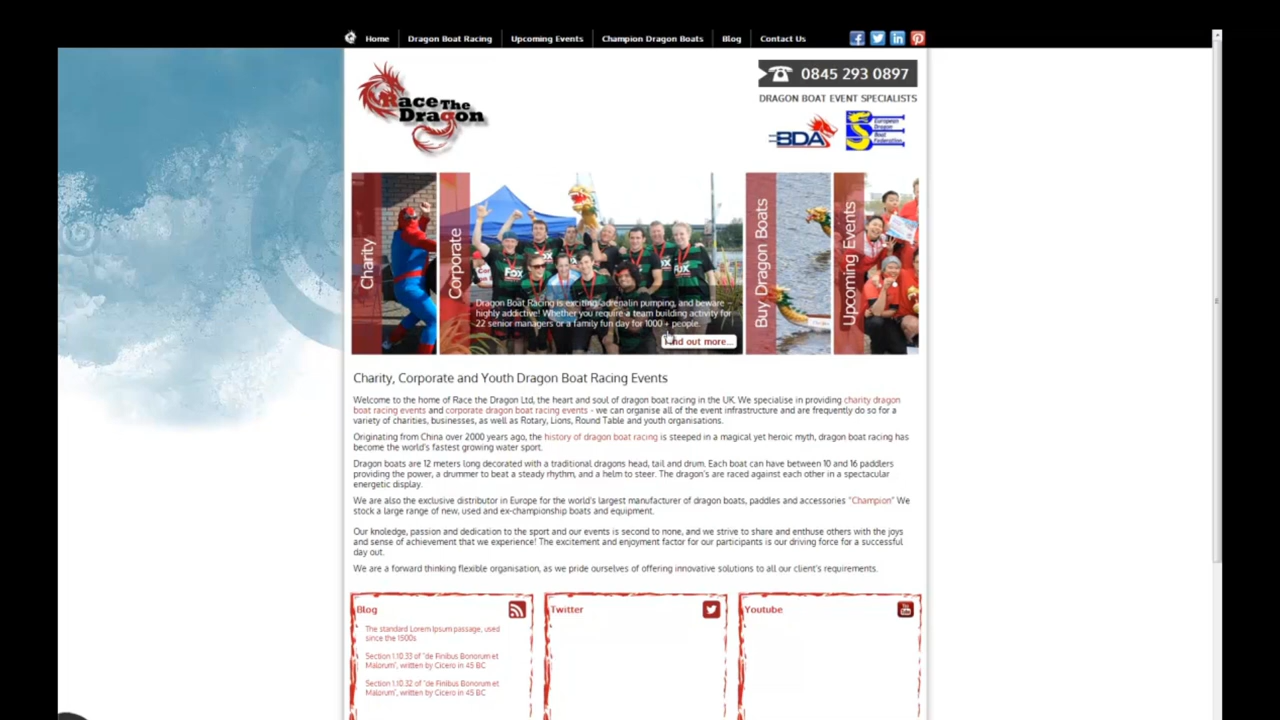 Home Dragon Boat Racing Upcoming Events Champion Dragon Boats Blog Contact Us
0845 293 0897
DRAGON BOAT EVENT SPECIALISTS
Race The
Dragon
BDA
European
Dragon
Boat
Federation
Charity
Corporate
Fox
Dragon Boat Racing is exciting, adrenalin pumping, and beware –
highly addictive! Whether you require a team building activity for
22 senior managers or a family fun day for 1000 + people.
Find out more...
Buy Dragon Boats
Upcoming Events
Charity, Corporate and Youth Dragon Boat Racing Events
Welcome to the home of Race the Dragon Ltd, the heart and soul of dragon boat racing in the UK. We specialise in providing charity dragon
boat racing events and corporate dragon boat racing events - we can organise all of the event infrastructure and are frequently do so for a
variety of charities, businesses, as well as Rotary, Lions, Round Table and youth organisations.
Originating from China over 2000 years ago, the history of dragon boat racing is steeped in a magical yet heroic myth, dragon boat racing has
become the world's fastest growing water sport.
Dragon boats are 12 meters long decorated with a traditional dragons head, tail and drum. Each boat can have between 10 and 16 paddlers
providing the power, a drummer to beat a steady rhythm, and a helm to steer. The dragon's are raced against each other in a spectacular
energetic display.
We are also the exclusive distributor in Europe for the world's largest manufacturer of dragon boats, paddles and accessories "Champion" We
stock a large range of new, used and ex-championship boats and equipment.
Our knoledge, passion and dedication to the sport and our events is second to none, and we strive to share and enthuse others with the joys
and sense of achievement that we experience! The excitement and enjoyment factor for our participants is our driving force for a successful
day out.
We are a forward thinking flexible organisation, as we pride ourselves of offering innovative solutions to all our client's requirements.
Blog
The standard Lorem Ipsum passage, used
since the 1500s
Section 1.10.33 of "de Finibus Bonorum et
Malorum", written by Cicero in 45 BC
Section 1.10.32 of "de Finibus Bonorum et
Malorum", written by Cicero in 45 BC
Twitter
Youtube